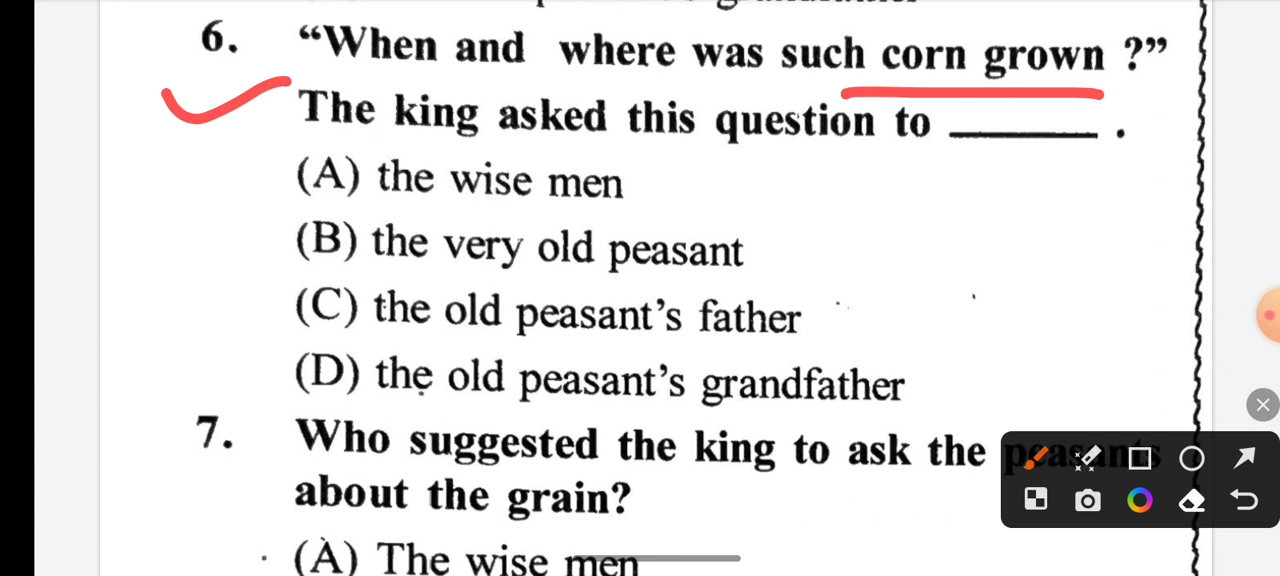 6. “When and where was such corn grown ?”
The king asked this question to ______ .
(A) the wise men
(B) the very old peasant
(C) the old peasant’s father
(D) the old peasant’s grandfather
7. Who suggested the king to ask the peasants
about the grain?
(A) The wise men